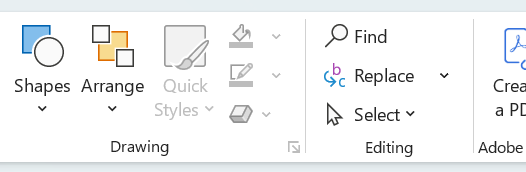 Shapes
Arrange
Quick
Styles
Find
Replace
Select
Drawing
Editing
Adobe